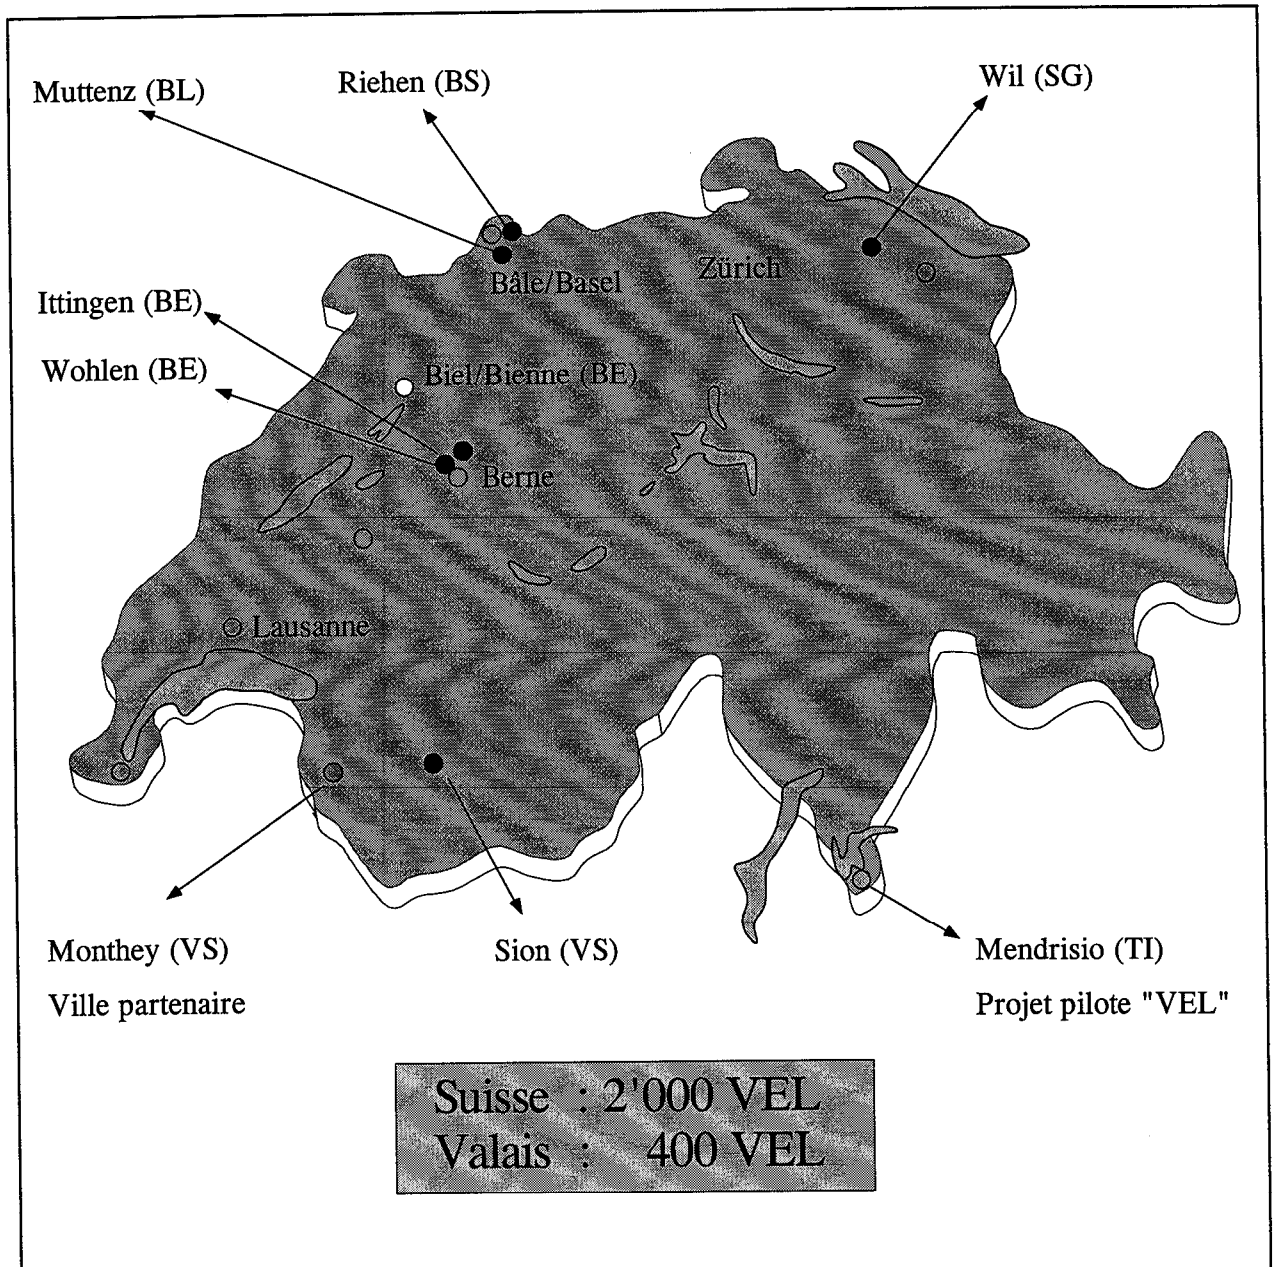 Muttenz (BL)
Riehen (BS)
Wil (SG)
Bâle/Basel
Zürich
Ittingen (BE)
Wohlen (BE)
Biel/Bienne (BE)
Berne
Lausanne
Monthey (VS)
Ville partenaire
Sion (VS)
Mendrisio (TI)
Projet pilote "VEL"
Suisse : 2'000 VEL
Valais : 400 VEL